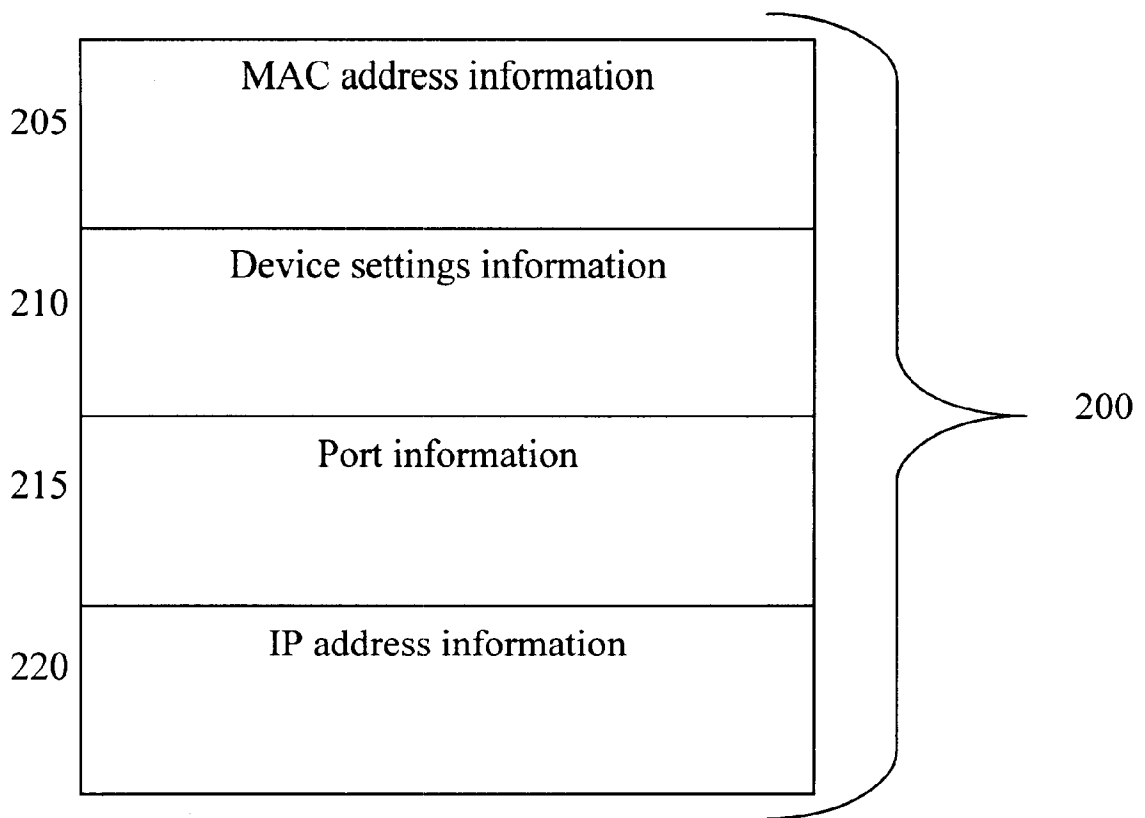 MAC address information
205
Device settings information
210
200
Port information
215
IP address information
220